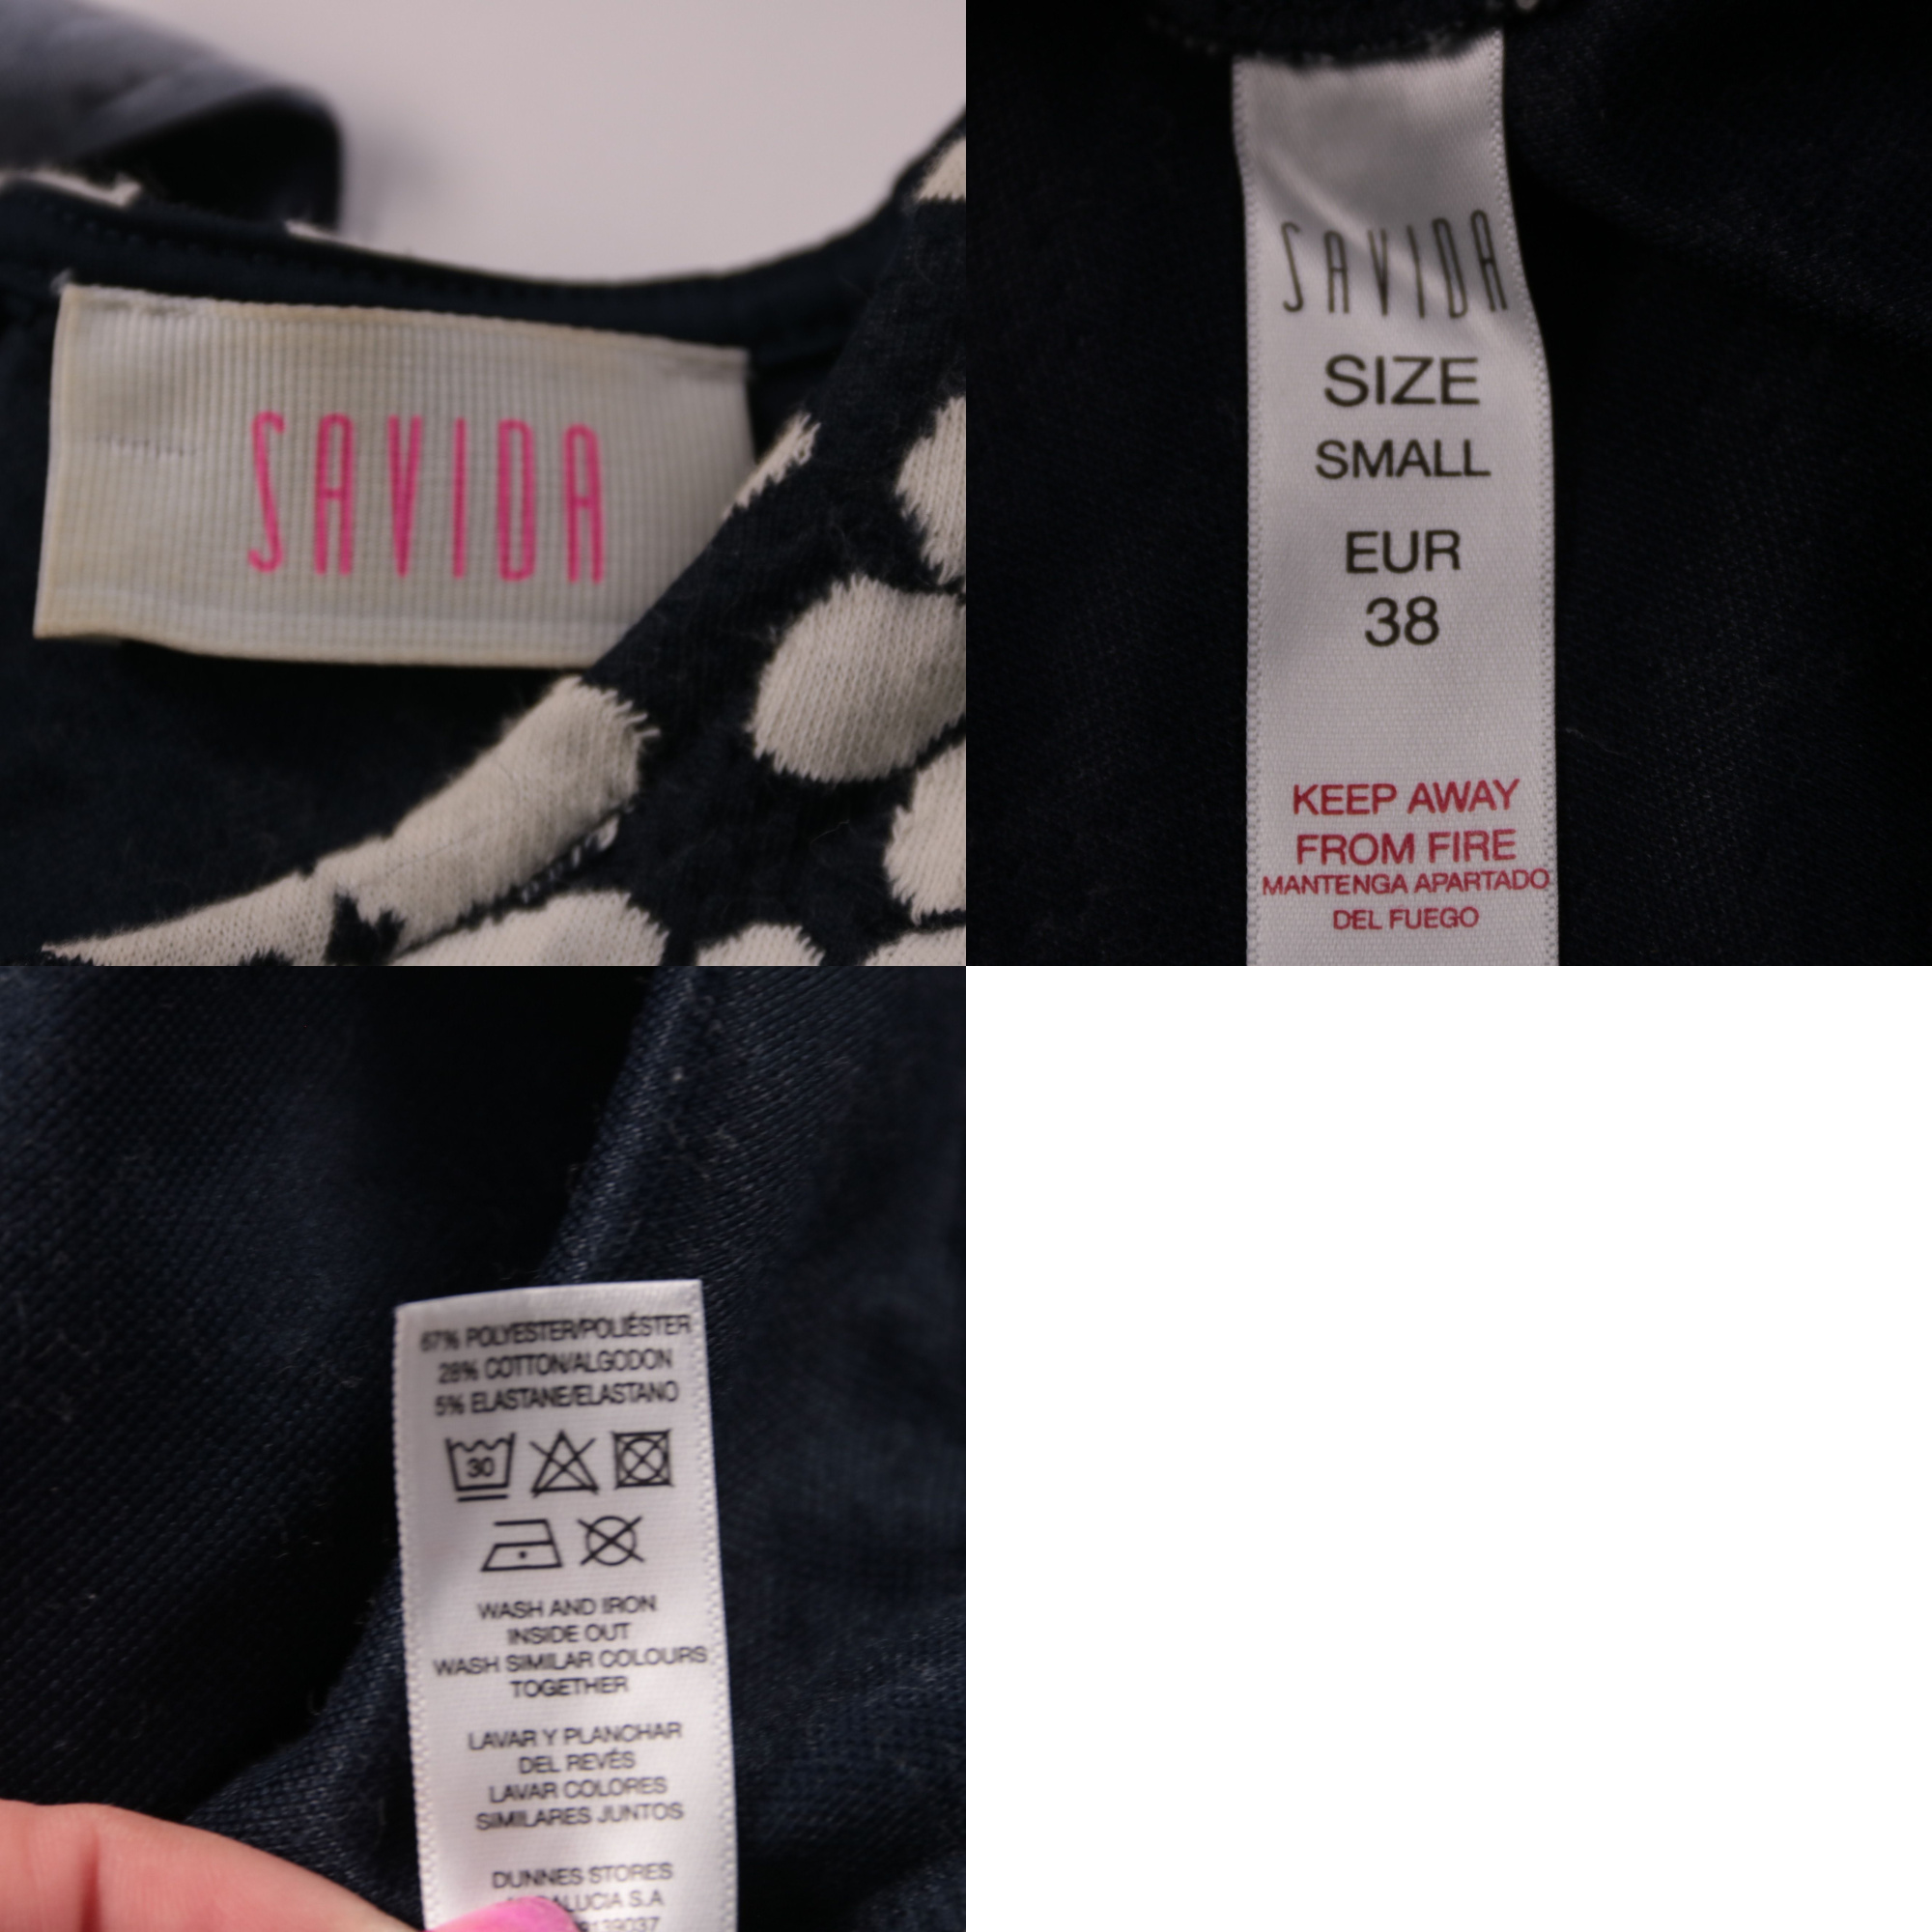 SAVIDA
SAVIDA
SIZE
SMALL
EUR
38
KEEP AWAY
FROM FIRE
MANTENGA APARTADO
DEL FUEGO
67% POLYESTER/POLIÉSTER
28% COTTON/ALGODON
5% ELASTANE/ELASTANO
30
WASH AND IRON
INSIDE OUT
WASH SIMILAR COLOURS
TOGETHER
LAVAR Y PLANCHAR
DEL REVÉS
LAVAR COLORES
SIMILARES JUNTOS
DUNNES STORES
S.A